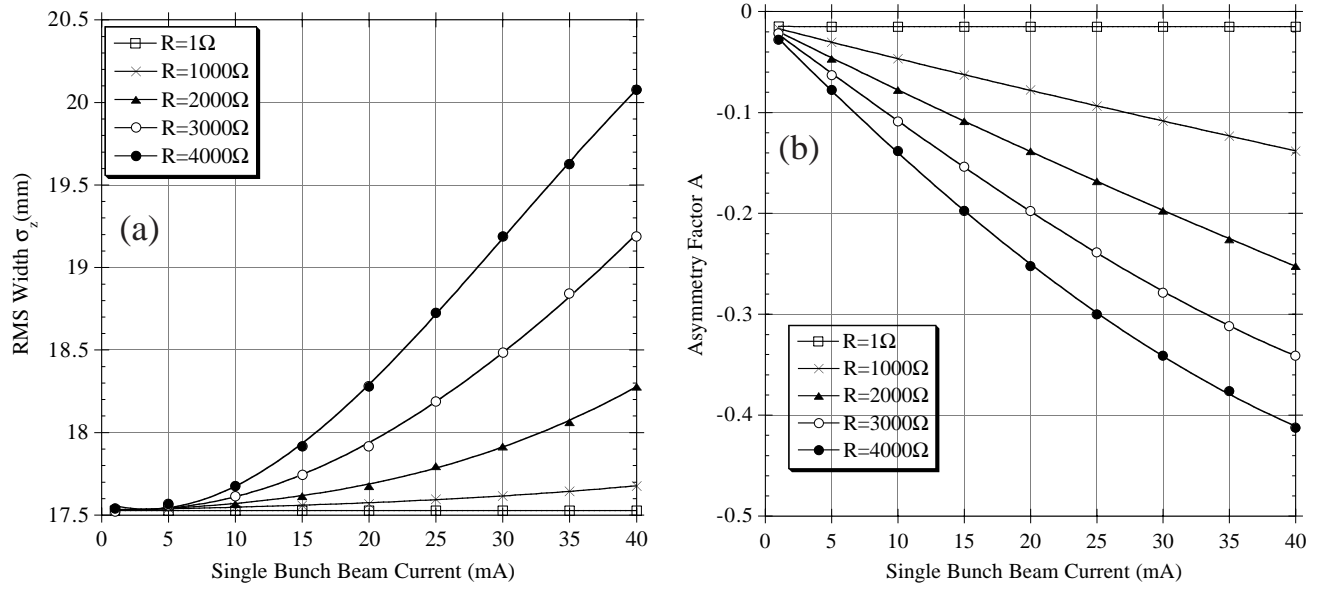 20.5
20
19.5
19
18.5
18
17.5
0 5 10 15 20 25 30 35 40
RMS Width σz(mm)
Single Bunch Beam Current (mA)
R=1Ω
R=1000Ω
R=2000Ω
R=3000Ω
R=4000Ω
(a)
0
-0.1
-0.2
-0.3
-0.4
-0.5
0 5 10 15 20 25 30 35 40
Asymmetry Factor A
Single Bunch Beam Current (mA)
(b)
R=1Ω
R=1000Ω
R=2000Ω
R=3000Ω
R=4000Ω